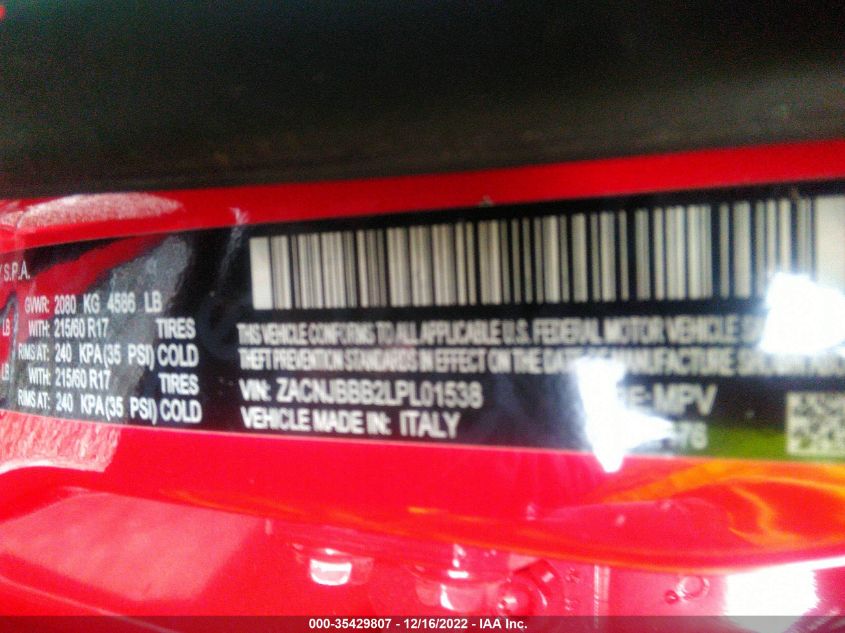 S.P.A.
GVWR: 2080 KG 4586 LB
LB WITH: 215/60 R17 TIRES
RIMS AT: 240 KPA (35 PSI) COLD
LB WITH: 215/60 R17 TIRES
RIMS AT: 240 KPA (35 PSI) COLD
THIS VEHICLE CONFORMS TO ALL APPLICABLE U.S. FEDERAL MOTOR VEHICLE
THEFT PREVENTION STANDARDS IN EFFECT ON THE DATE OF
VIN: ZACNJBBB2LPL01538
MPV
VEHICLE MADE IN: ITALY
000-35429807 - 12/16/2022 - IAA Inc.